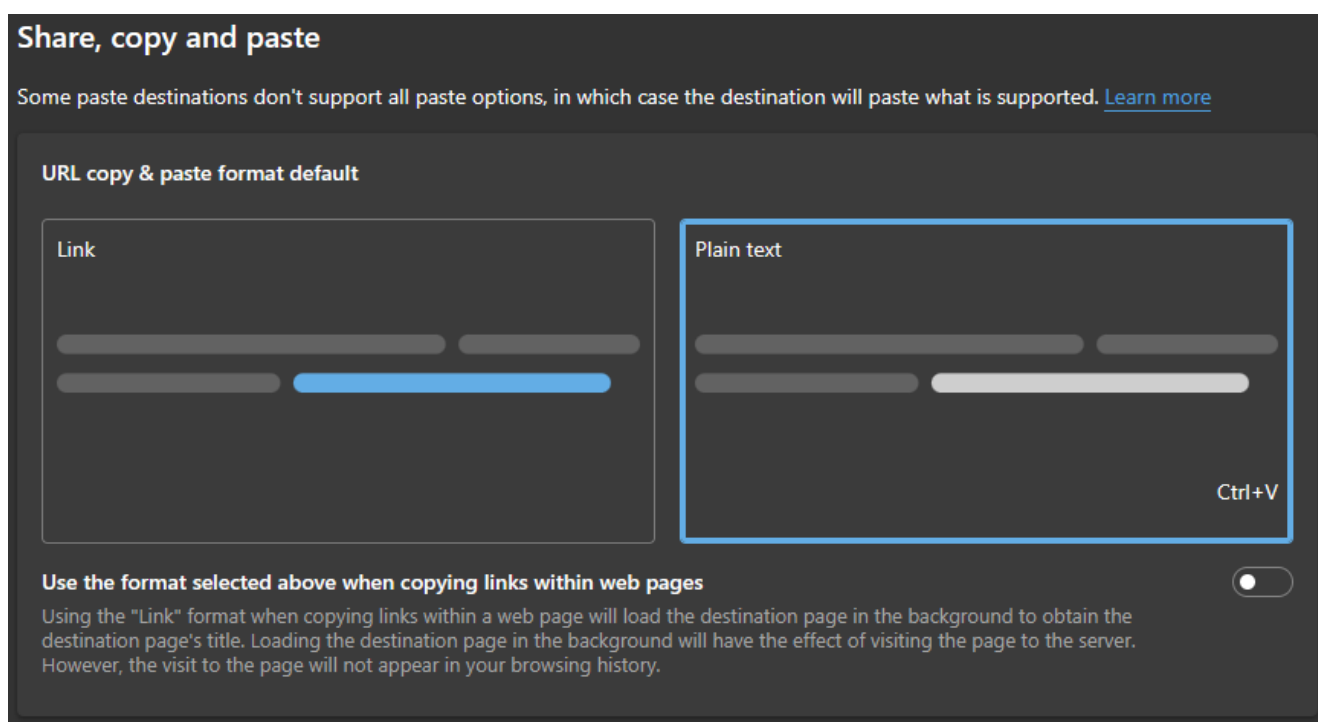 Share, copy and paste
Some paste destinations don't support all paste options, in which case the destination will paste what is supported. Learn more
URL copy & paste format default
Link
Plain text
Ctrl+V
Use the format selected above when copying links within web pages
Using the "Link" format when copying links within a web page will load the destination page in the background to obtain the
destination page's title. Loading the destination page in the background will have the effect of visiting the page to the server.
However, the visit to the page will not appear in your browsing history.